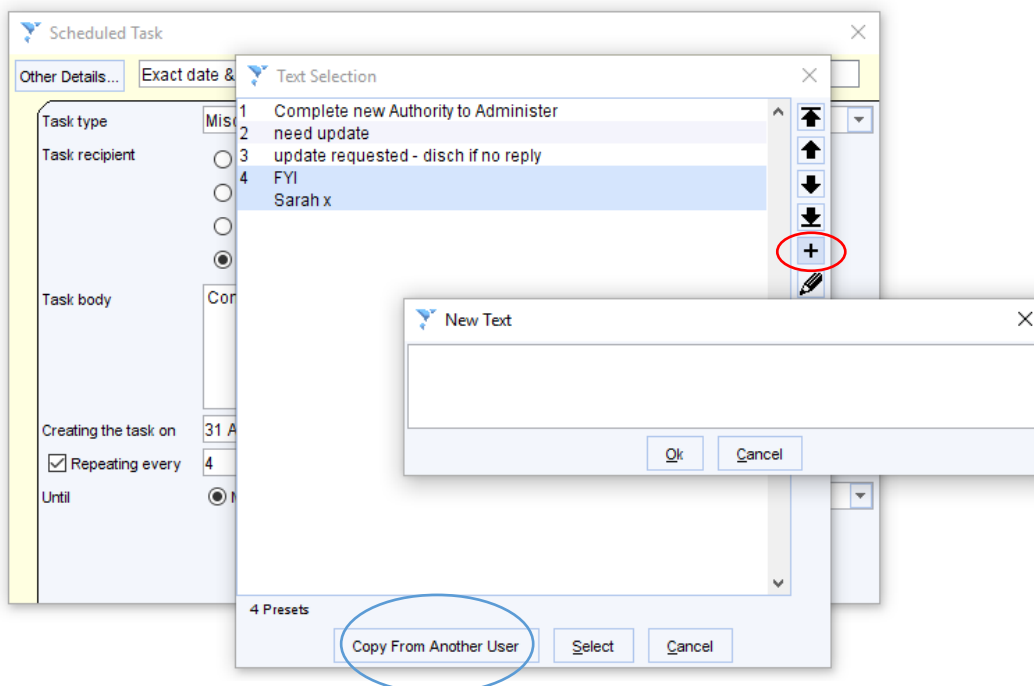 Scheduled Task
Other Details... Exact date &
Text Selection
Task type
Task recipient
Task body
Creating the task on 31 A
Repeating every 4
Until
1 Complete new Authority to Administer
2 need update
3 update requested - disch if no reply
4 FYI
Sarah x
New Text
Ok Cancel
4 Presets
Copy From Another User Select Cancel